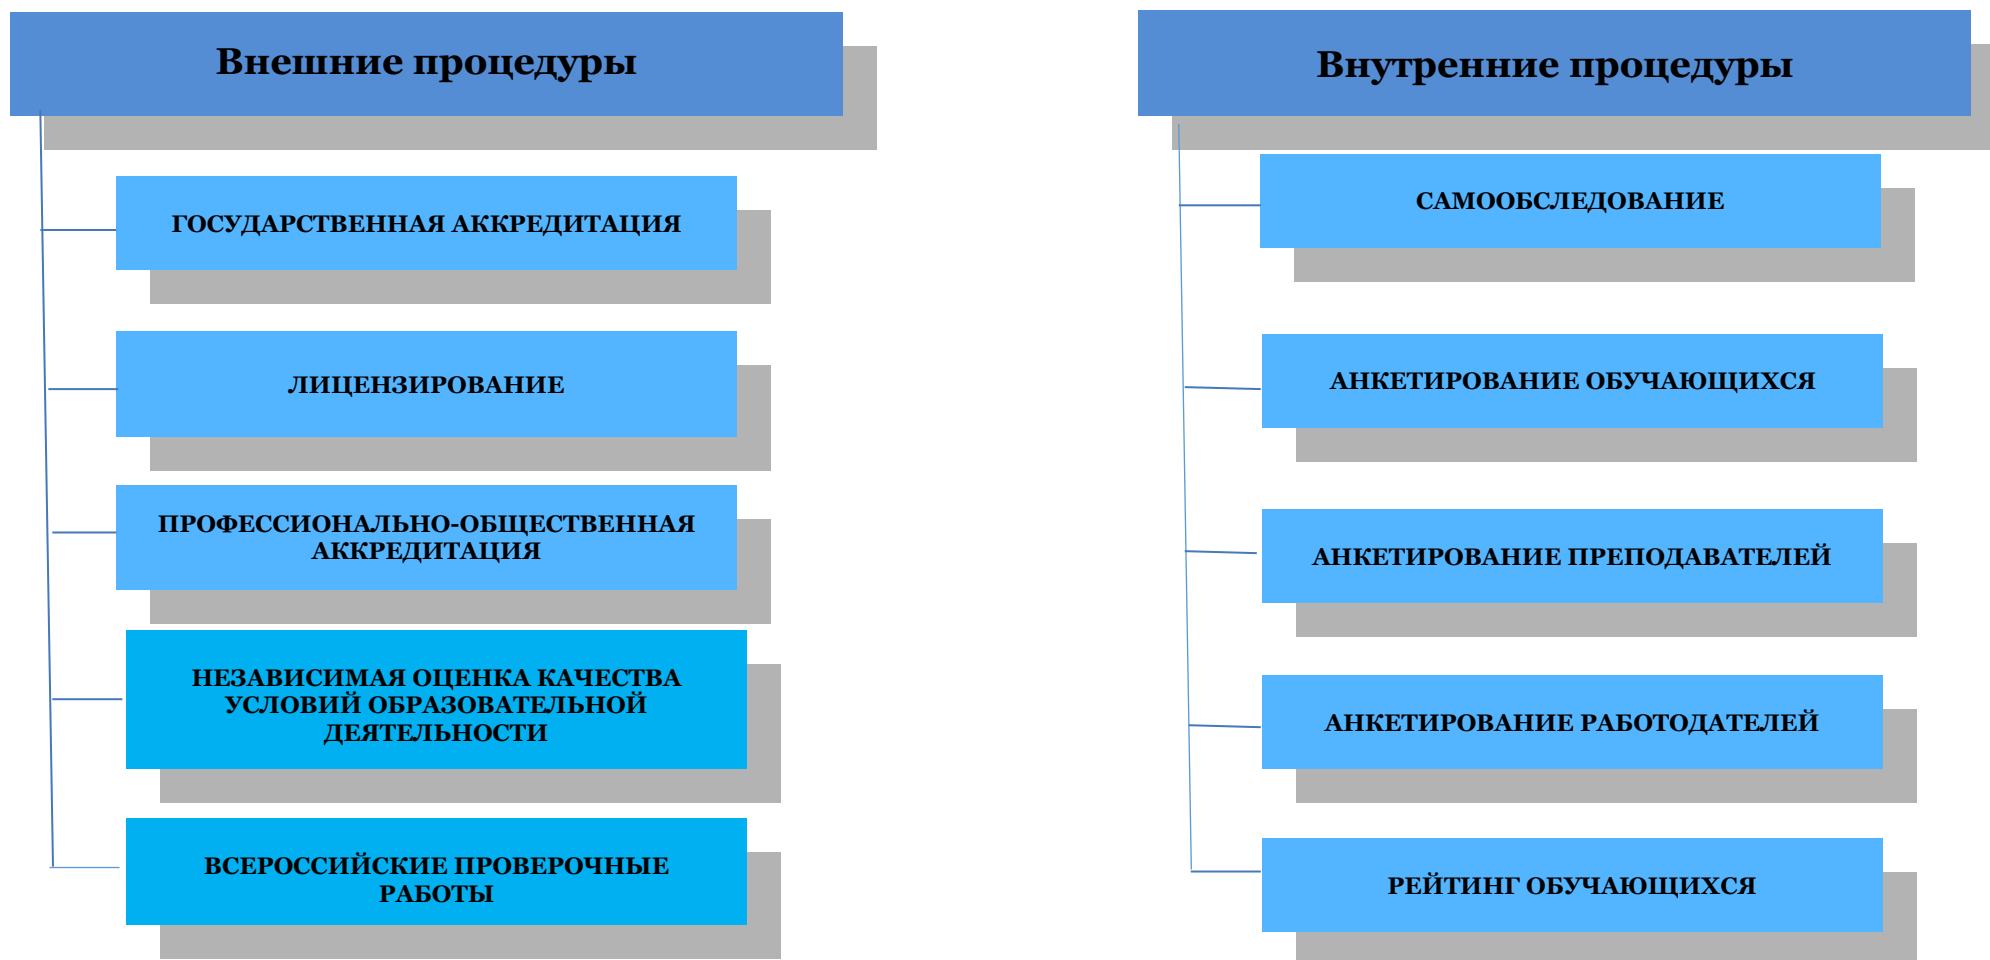 Внешние процедуры
ГОСУДАРСТВЕННАЯ АККРЕДИТАЦИЯ
ЛИЦЕНЗИРОВАНИЕ
ПРОФЕССИОНАЛЬНО-ОБЩЕСТВЕННАЯ
АККРЕДИТАЦИЯ
НЕЗАВИСИМАЯ ОЦЕНКА КАЧЕСТВА
УСЛОВИЙ ОБРАЗОВАТЕЛЬНОЙ
ДЕЯТЕЛЬНОСТИ
ВСЕРОССИЙСКИЕ ПРОВЕРОЧНЫЕ
РАБОТЫ
Внутренние процедуры
САМООБСЛЕДОВАНИЕ
АНКЕТИРОВАНИЕ ОБУЧАЮЩИХСЯ
АНКЕТИРОВАНИЕ ПРЕПОДАВАТЕЛЕЙ
АНКЕТИРОВАНИЕ РАБОТОДАТЕЛЕЙ
РЕЙТИНГ ОБУЧАЮЩИХСЯ